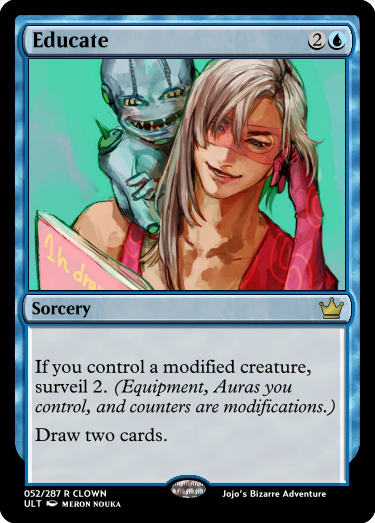 Educate 2
Sorcery
If you control a modified creature,
surveil 2. (Equipment, Auras you
control, and counters are modifications.)
Draw two cards.
052/287 R CLOWN
ULT MERON NOUKA
Jojo's Bizarre Adventure